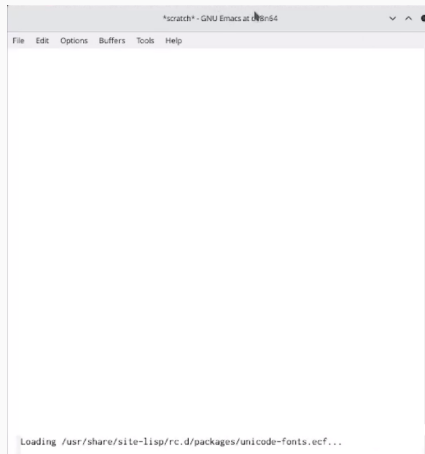 *scratch* - GNU Emacs at
File Edit Options Buffers Tools Help
Loading /usr/share/site-lisp/rc.d/packages/unicode-fonts.ecf...